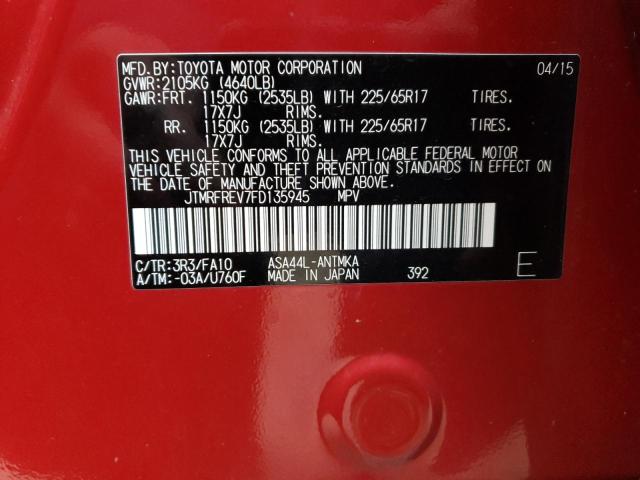 MFD.BY:TOYOTA MOTOR CORPORATION 04/15
GVWR:2105KG (4640LB)
GAWR:FRT. 1150KG (2535LB) WITH 225/65R17 TIRES.
17X7J RIMS.
RR. 1150KG (2535LB) WITH 225/65R17 TIRES.
17X7J RIMS.
THIS VEHICLE CONFORMS TO ALL APPLICABLE FEDERAL MOTOR
VEHICLE SAFETY AND THEFT PREVENTION STANDARDS IN EFFECT ON
THE DATE OF MANUFACTURE SHOWN ABOVE.
JTMRFREV7FD135945 MPV
C/TR:3R3/FA10 ASA44L-ANTMKA
A/TM:-03A/U760F MADE IN JAPAN 392 E